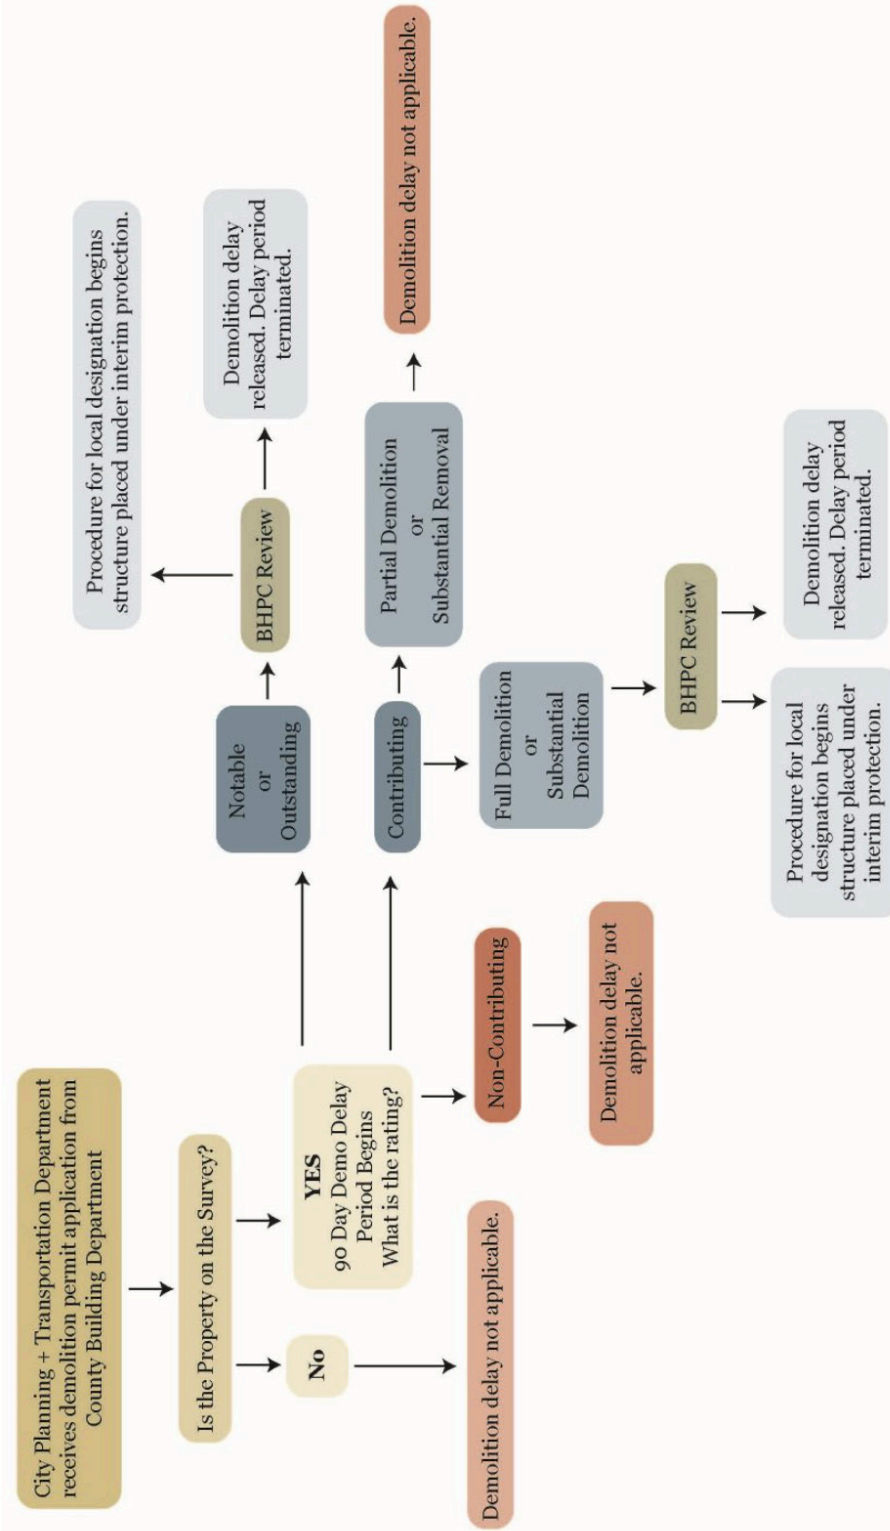 City Planning + Transportation Department
receives demolition permit application from
County Building Department
Is the Property on the Survey?
No
Demolition delay not applicable.
YES
90 Day Demo Delay
Period Begins
What is the rating?
Non-Contributing
Demolition delay not
applicable.
Notable
or
Outstanding
BHPC Review
Procedure for local designation begins
structure placed under interim protection.
Demolition delay
released. Delay period
terminated.
Contributing
Partial Demolition
or
Substantial Removal
Demolition delay not applicable.
Full Demolition
or
Substantial
Demolition
BHPC Review
Procedure for local
designation begins
structure placed under
interim protection.
Demolition delay
released. Delay period
terminated.